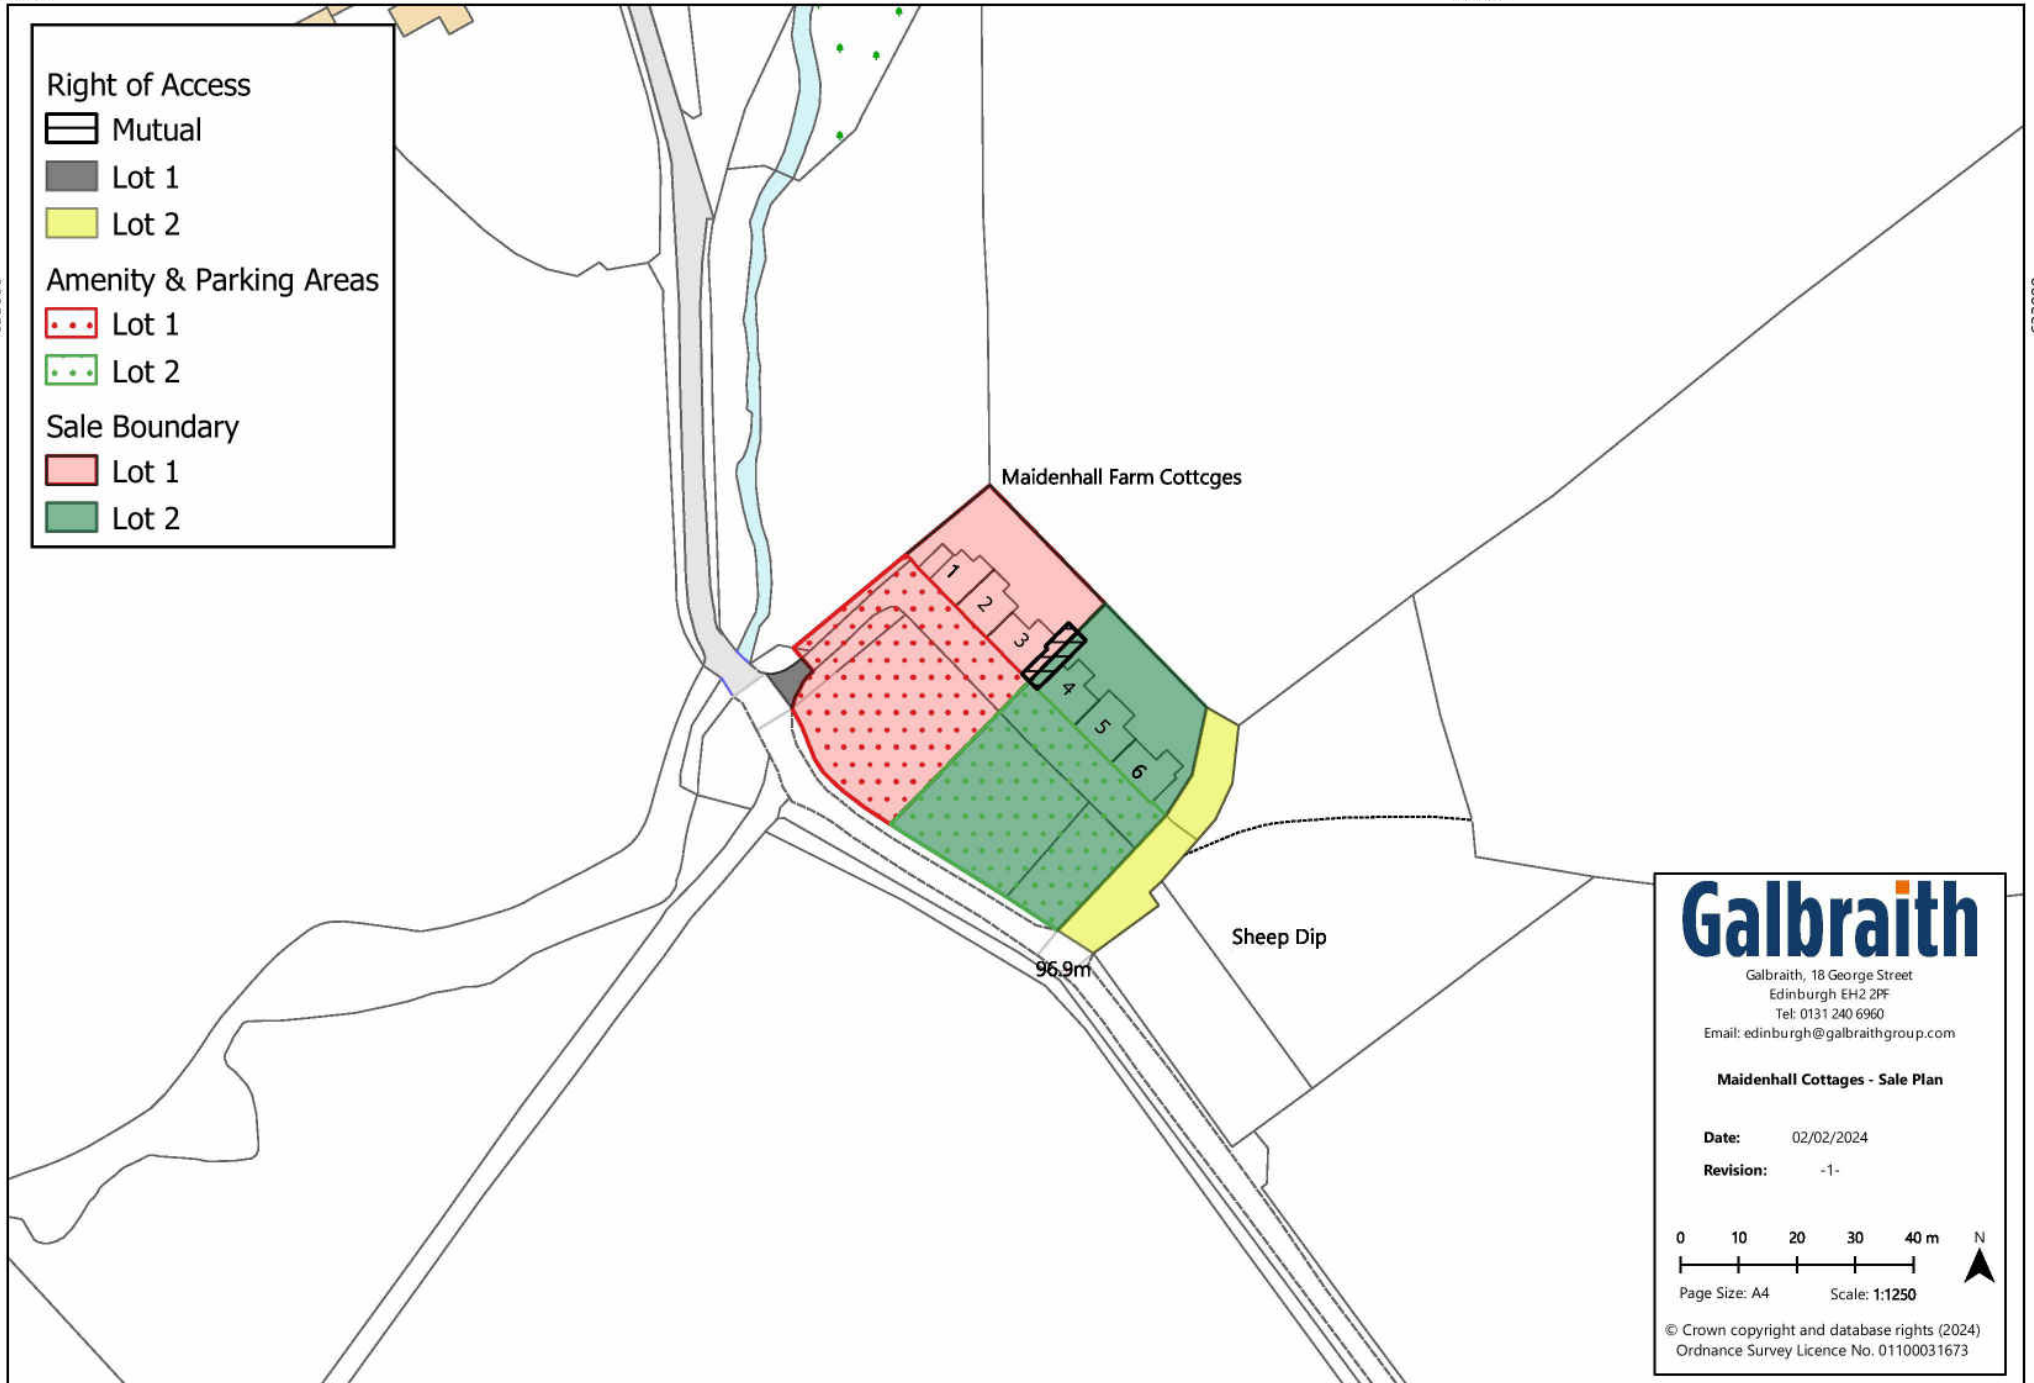 Right of Access
Mutual
Lot 1
Lot 2
Amenity & Parking Areas
Lot 1
Lot 2
Sale Boundary
Lot 1
Lot 2
Maidenhall Farm Cottcges
1
2
3
4
5
6
Sheep Dip
96.9m
Galbraith
Galbraith, 18 George Street
Edinburgh EH2 2PF
Tel: 0131 240 6960
Email: edinburgh@galbraithgroup.com
Maidenhall Cottages - Sale Plan
Date: 02/02/2024
Revision: -1-
0 10 20 30 40 m N
Page Size: A4 Scale: 1:1250
© Crown copyright and database rights (2024)
Ordnance Survey Licence No. 01100031673